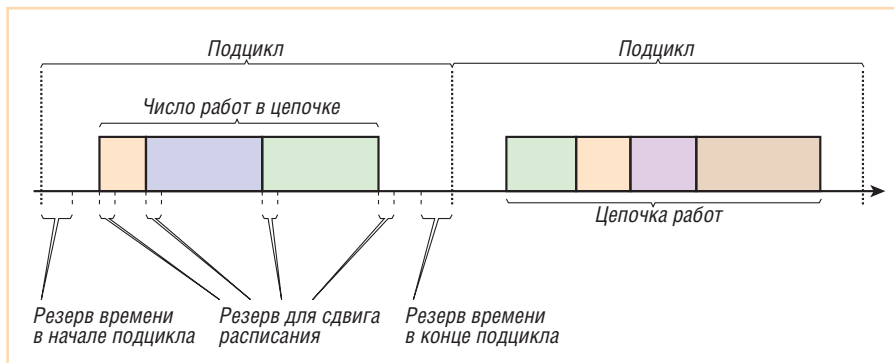 Подцикл
Подцикл
Число работ в цепочке
Цепочка работ
Резерв времени
в начале подцикла
Резерв для сдвига
расписания
Резерв времени
в конце подцикла